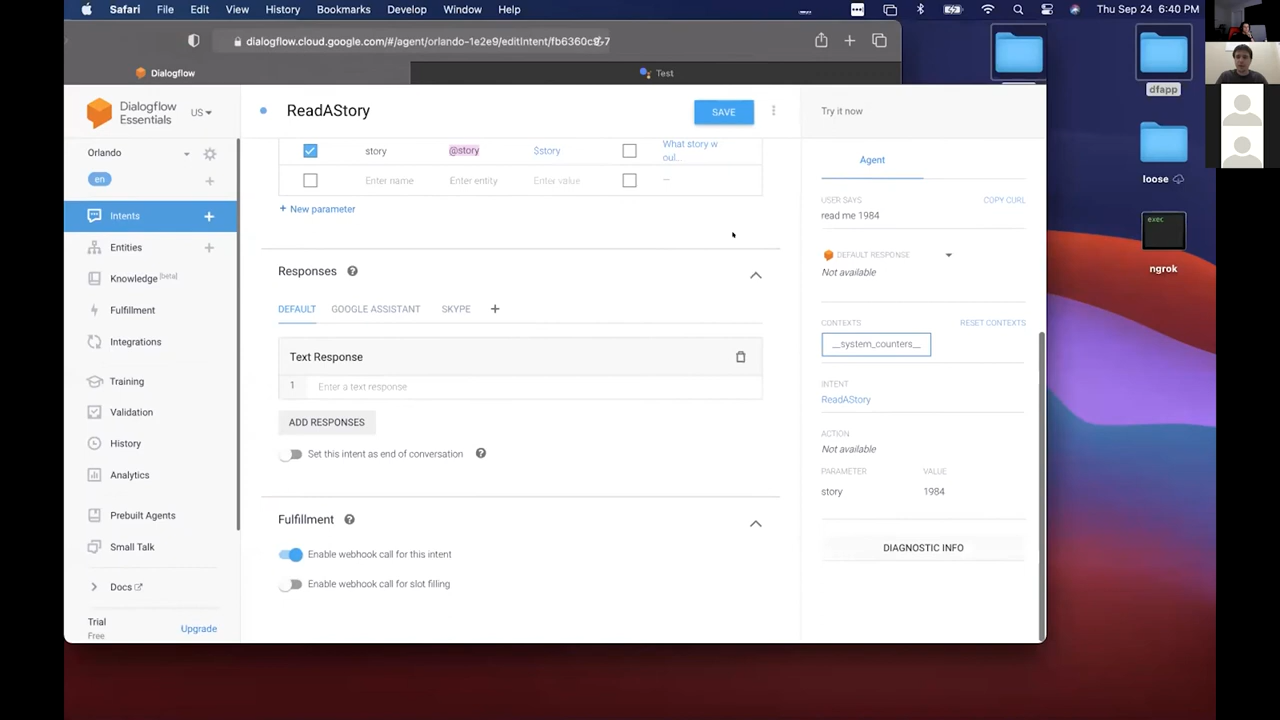 Safari File Edit View History Bookmarks Develop Window Help Thu Sep 24 6:40 PM
dialogflow.cloud.google.com/#/agent/orlando-1e2e9/editIntent/fb6360c
Dialogflow Test
Dialogflow
Essentials
US
Orlando
en
Intents
Entities
Knowledge [beta]
Fulfillment
Integrations
Training
Validation
History
Analytics
Prebuilt Agents
Small Talk
Docs
Trial
Free
Upgrade
ReadAStory
SAVE
story @story $story What story w
oul...
Enter name Enter entity Enter value —
+ New parameter
Responses
DEFAULT GOOGLE ASSISTANT SKYPE +
Text Response
1 Enter a text response
ADD RESPONSES
Set this intent as end of conversation
Fulfillment
Enable webhook call for this intent
Enable webhook call for slot filling
Try it now
Agent
USER SAYS COPY CURL
read me 1984
DEFAULT RESPONSE
Not available
CONTEXTS RESET CONTEXTS
__system_counters__
INTENT
ReadAStory
ACTION
Not available
PARAMETER VALUE
story 1984
DIAGNOSTIC INFO
dfapp
loose
exec
ngrok